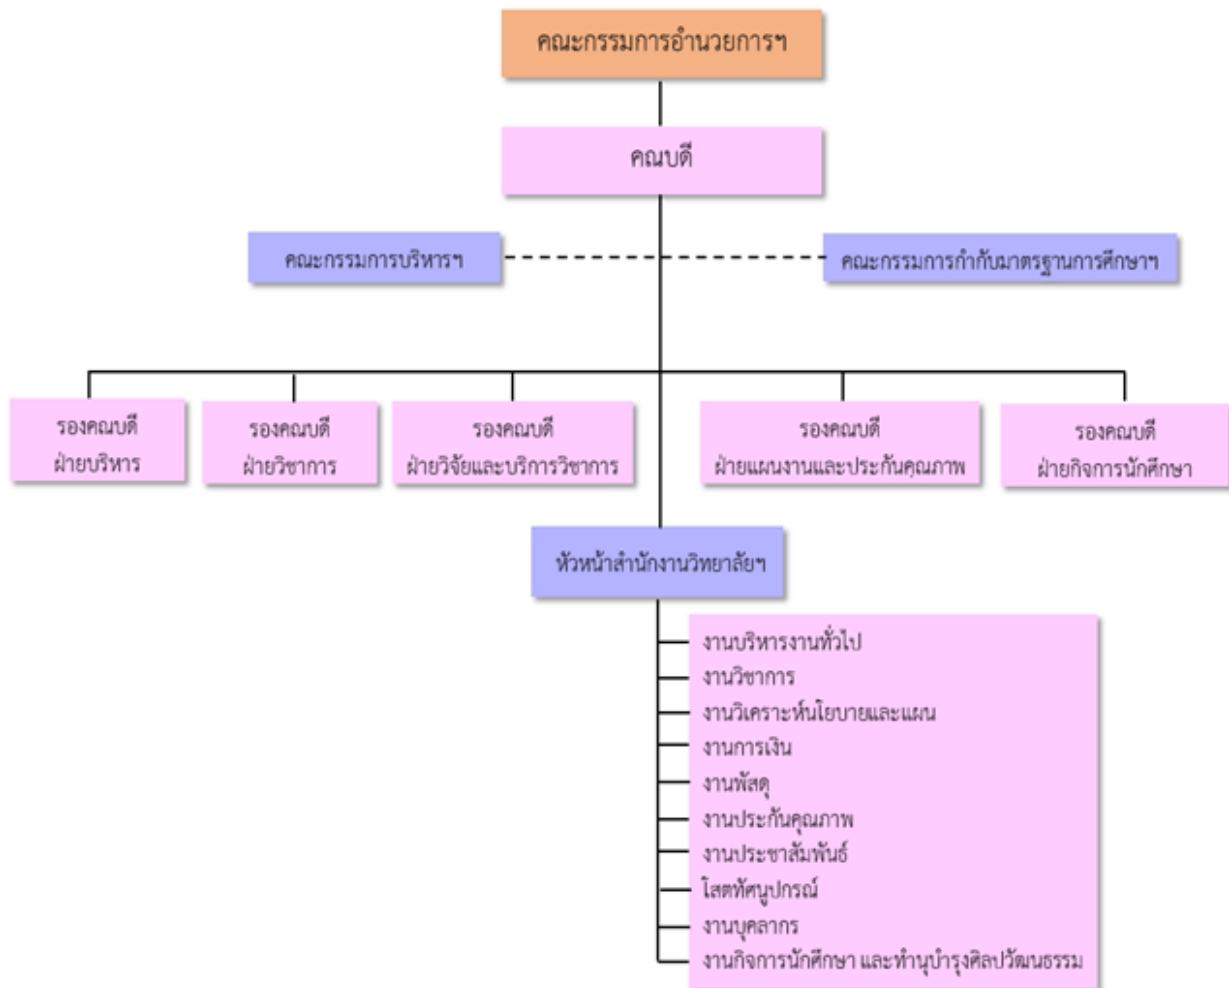 คณะกรรมการอำนวยการฯ
คณบดี
คณะกรรมการบริหารฯ
คณะกรรมการกำกับมาตรฐานการศึกษาฯ
รองคณบดี
ฝ่ายบริหาร
รองคณบดี
ฝ่ายวิชาการ
รองคณบดี
ฝ่ายวิจัยและบริการวิชาการ
รองคณบดี
ฝ่ายแผนงานและประกันคุณภาพ
รองคณบดี
ฝ่ายกิจการนักศึกษา
หัวหน้าสำนักงานวิทยาลัยฯ
งานบริหารงานทั่วไป
งานวิชาการ
งานวิเคราะห์นโยบายและแผน
งานการเงิน
งานพัสดุ
งานประกันคุณภาพ
งานประชาสัมพันธ์
โสตทัศนูปกรณ์
งานบุคลากร
งานกิจการนักศึกษา และทำนุบำรุงศิลปวัฒนธรรม